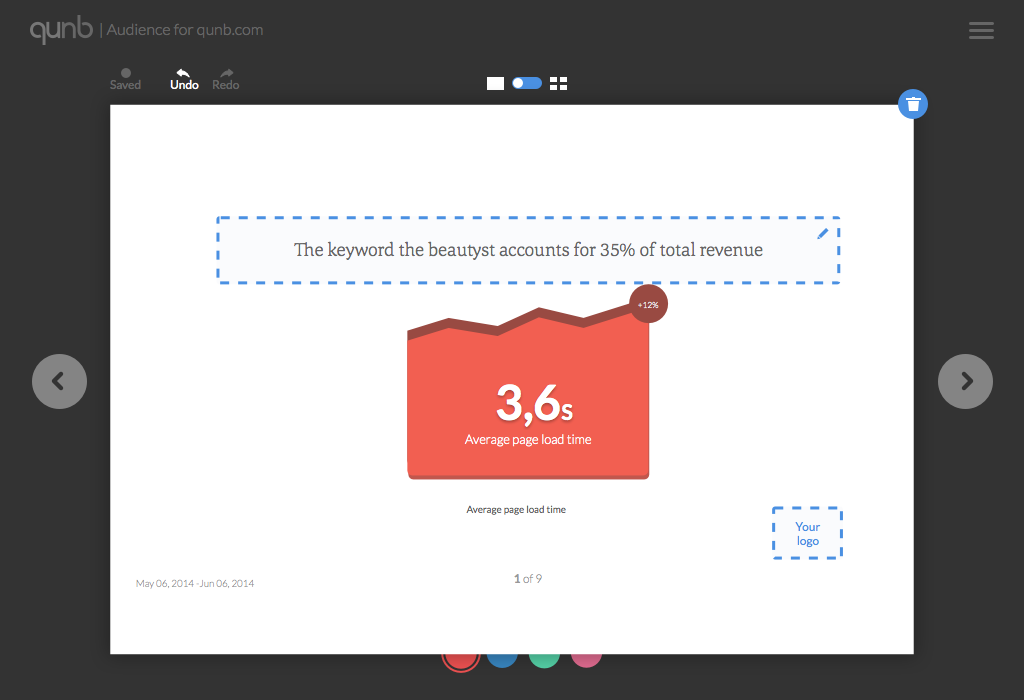 qunb | Audience for qunb.com
Saved Undo Redo
The keyword the beautyst accounts for 35% of total revenue
+12%
3,6s
Average page load time
Average page load time
Your
logo
May 06, 2014 -Jun 06, 2014
1 of 9